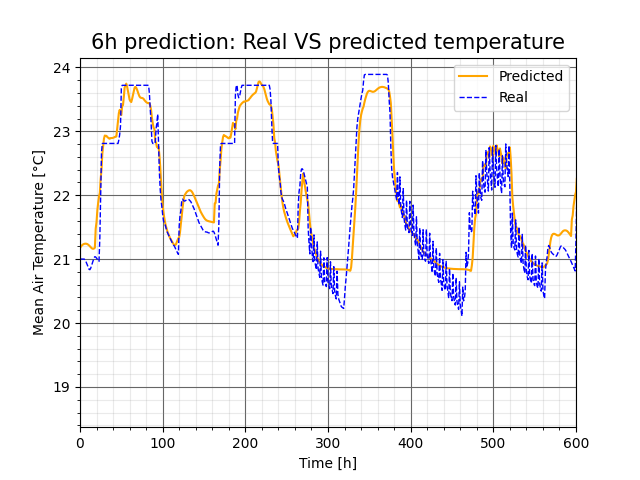 6h prediction: Real VS predicted temperature
Predicted
Real
Mean Air Temperature [°C]
24
23
22
21
20
19
0 100 200 300 400 500 600
Time [h]